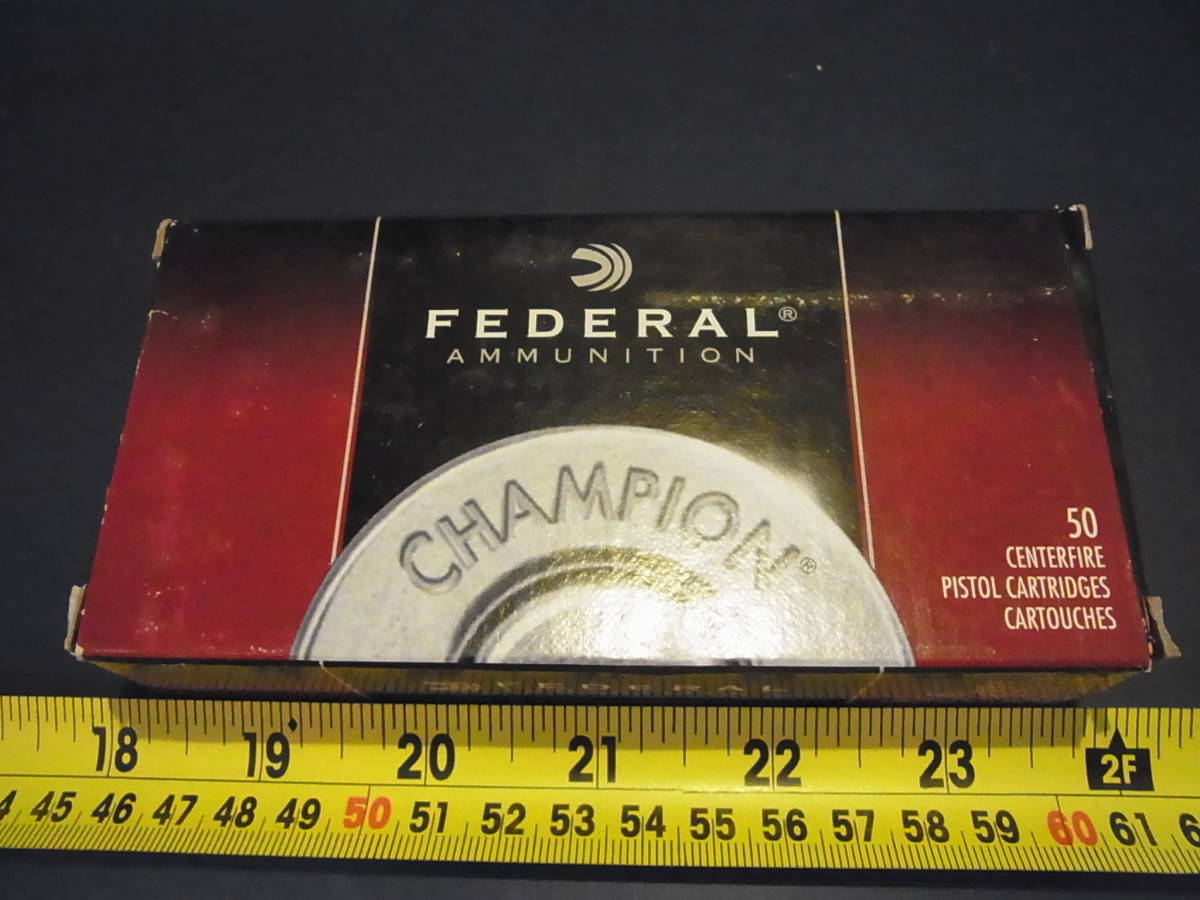 FEDERAL®
AMMUNITION
CHAMPION®
50
CENTERFIRE
PISTOL CARTRIDGES
CARTOUCHES
FEDERAL
18 19 20 21 22 23 2F
45 46 47 48 49 50 51 52 53 54 55 56 57 58 59 60 61